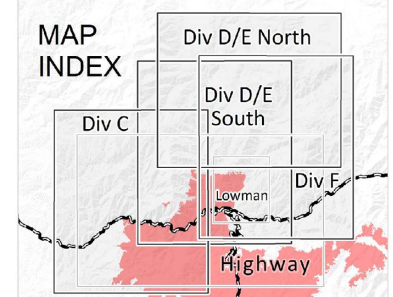 MAP
INDEX
Div D/E North
Div D/E
South
Div C
Div F
Lowman
Highway